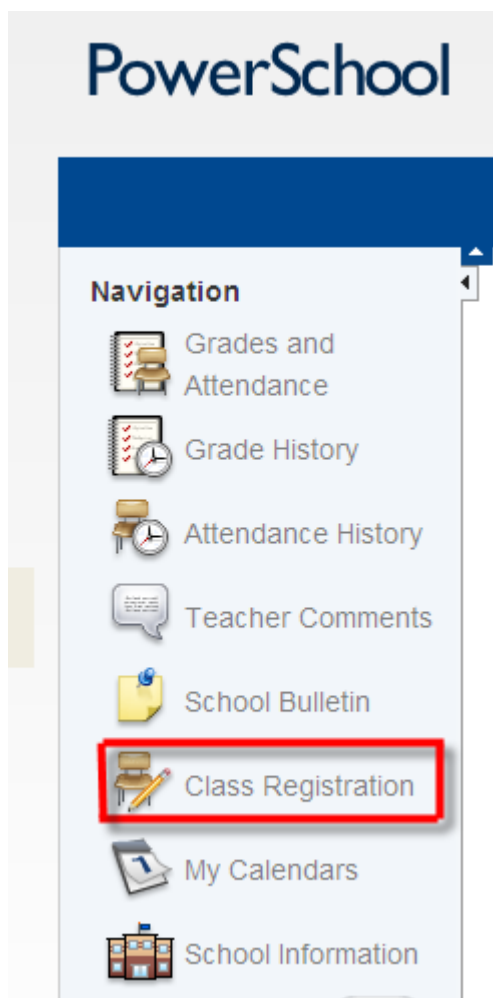 PowerSchool
Navigation
Grades and
Attendance
Grade History
Attendance History
Teacher Comments
School Bulletin
Class Registration
My Calendars
School Information